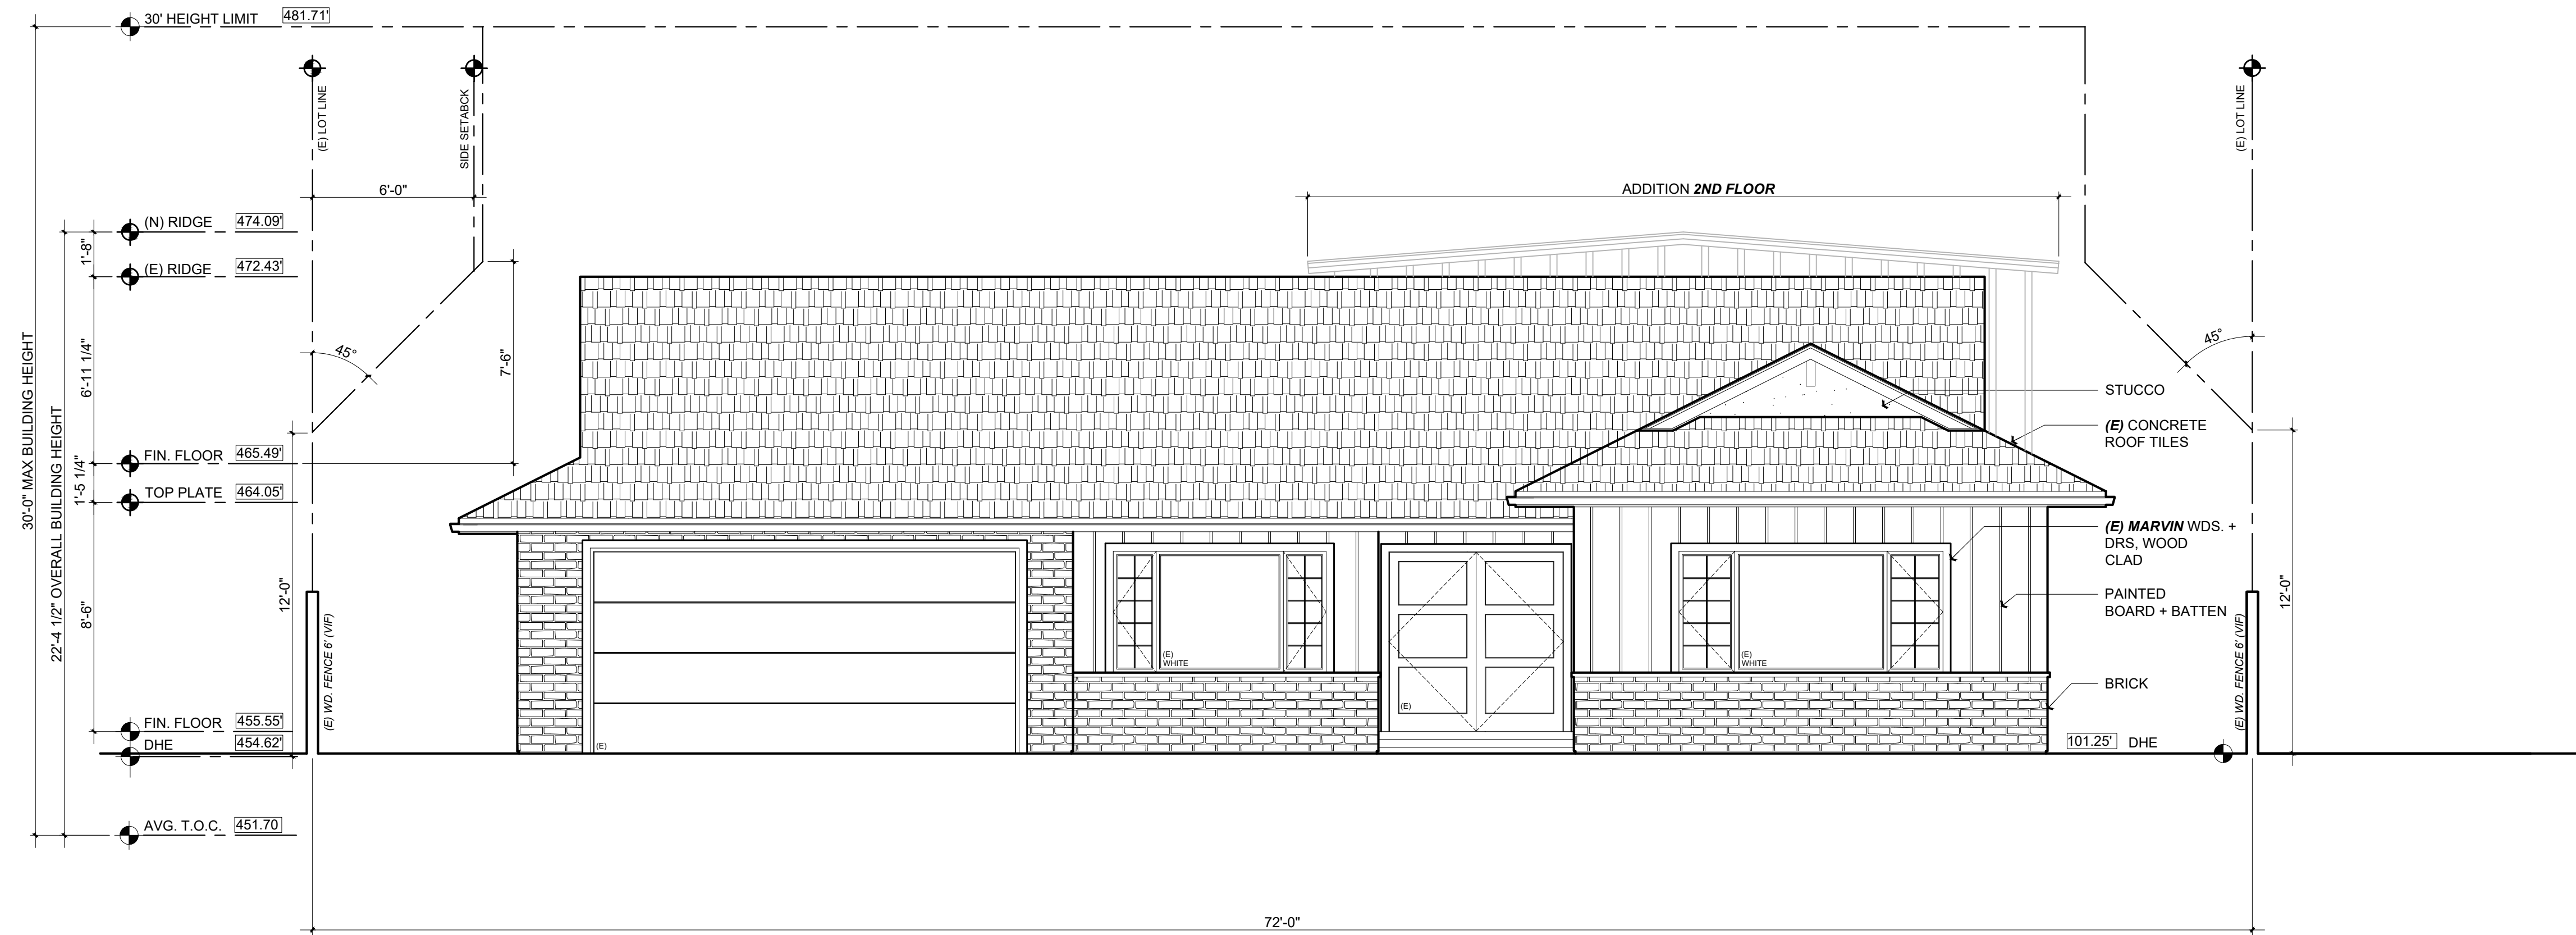 30' HEIGHT LIMIT 481.71'
(E) LOT LINE
SIDE SETABCK
(E) LOT LINE
6'-0"
ADDITION 2ND FLOOR
(N) RIDGE 474.09'
1'-8"
(E) RIDGE 472.43'
45°
45°
7'-6"
6'-11 1/4"
30'-0" MAX BUILDING HEIGHT
22'-4 1/2" OVERALL BUILDING HEIGHT
STUCCO
(E) CONCRETE
ROOF TILES
FIN. FLOOR 465.49'
1'-5 1/4"
TOP PLATE 464.05'
(E) MARVIN WDS. +
DRS, WOOD
CLAD
12'-0"
8'-6"
12'-0"
PAINTED
BOARD + BATTEN
(E) WD. FENCE 6' (VIF)
(E) WD. FENCE 6' (VIF)
(E)
WHITE
(E)
WHITE
BRICK
(E)
(E)
FIN. FLOOR 455.55'
DHE 454.62'
101.25' DHE
AVG. T.O.C. 451.70
72'-0"